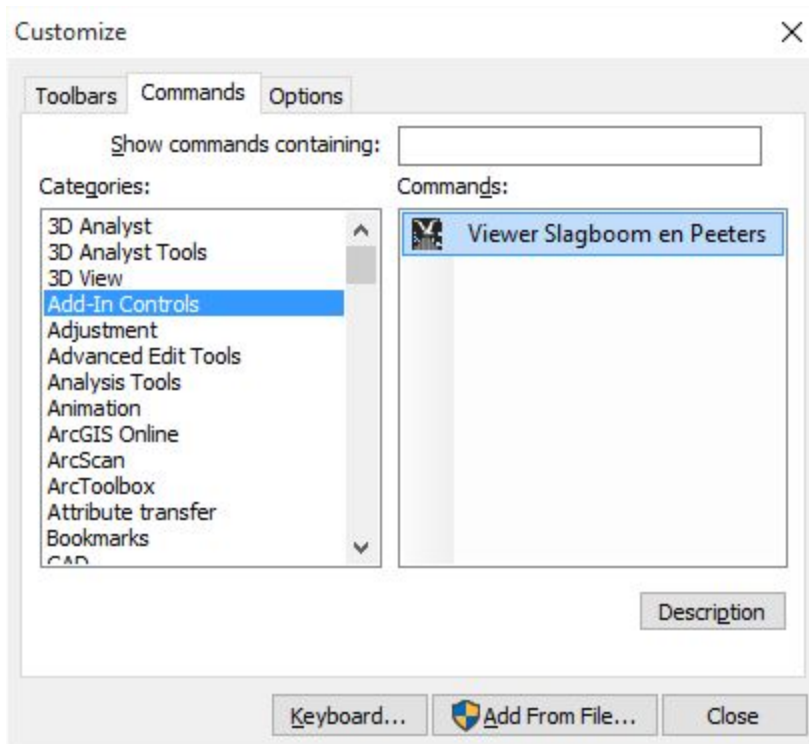 Customize
Toolbars Commands Options
Show commands containing:
Categories: Commands:
3D Analyst
3D Analyst Tools
3D View
Add-In Controls
Adjustment
Advanced Edit Tools
Analysis Tools
Animation
ArcGIS Online
ArcScan
ArcToolbox
Attribute transfer
Bookmarks
CAD
Viewer Slagboom en Peeters
Description
Keyboard... Add From File... Close